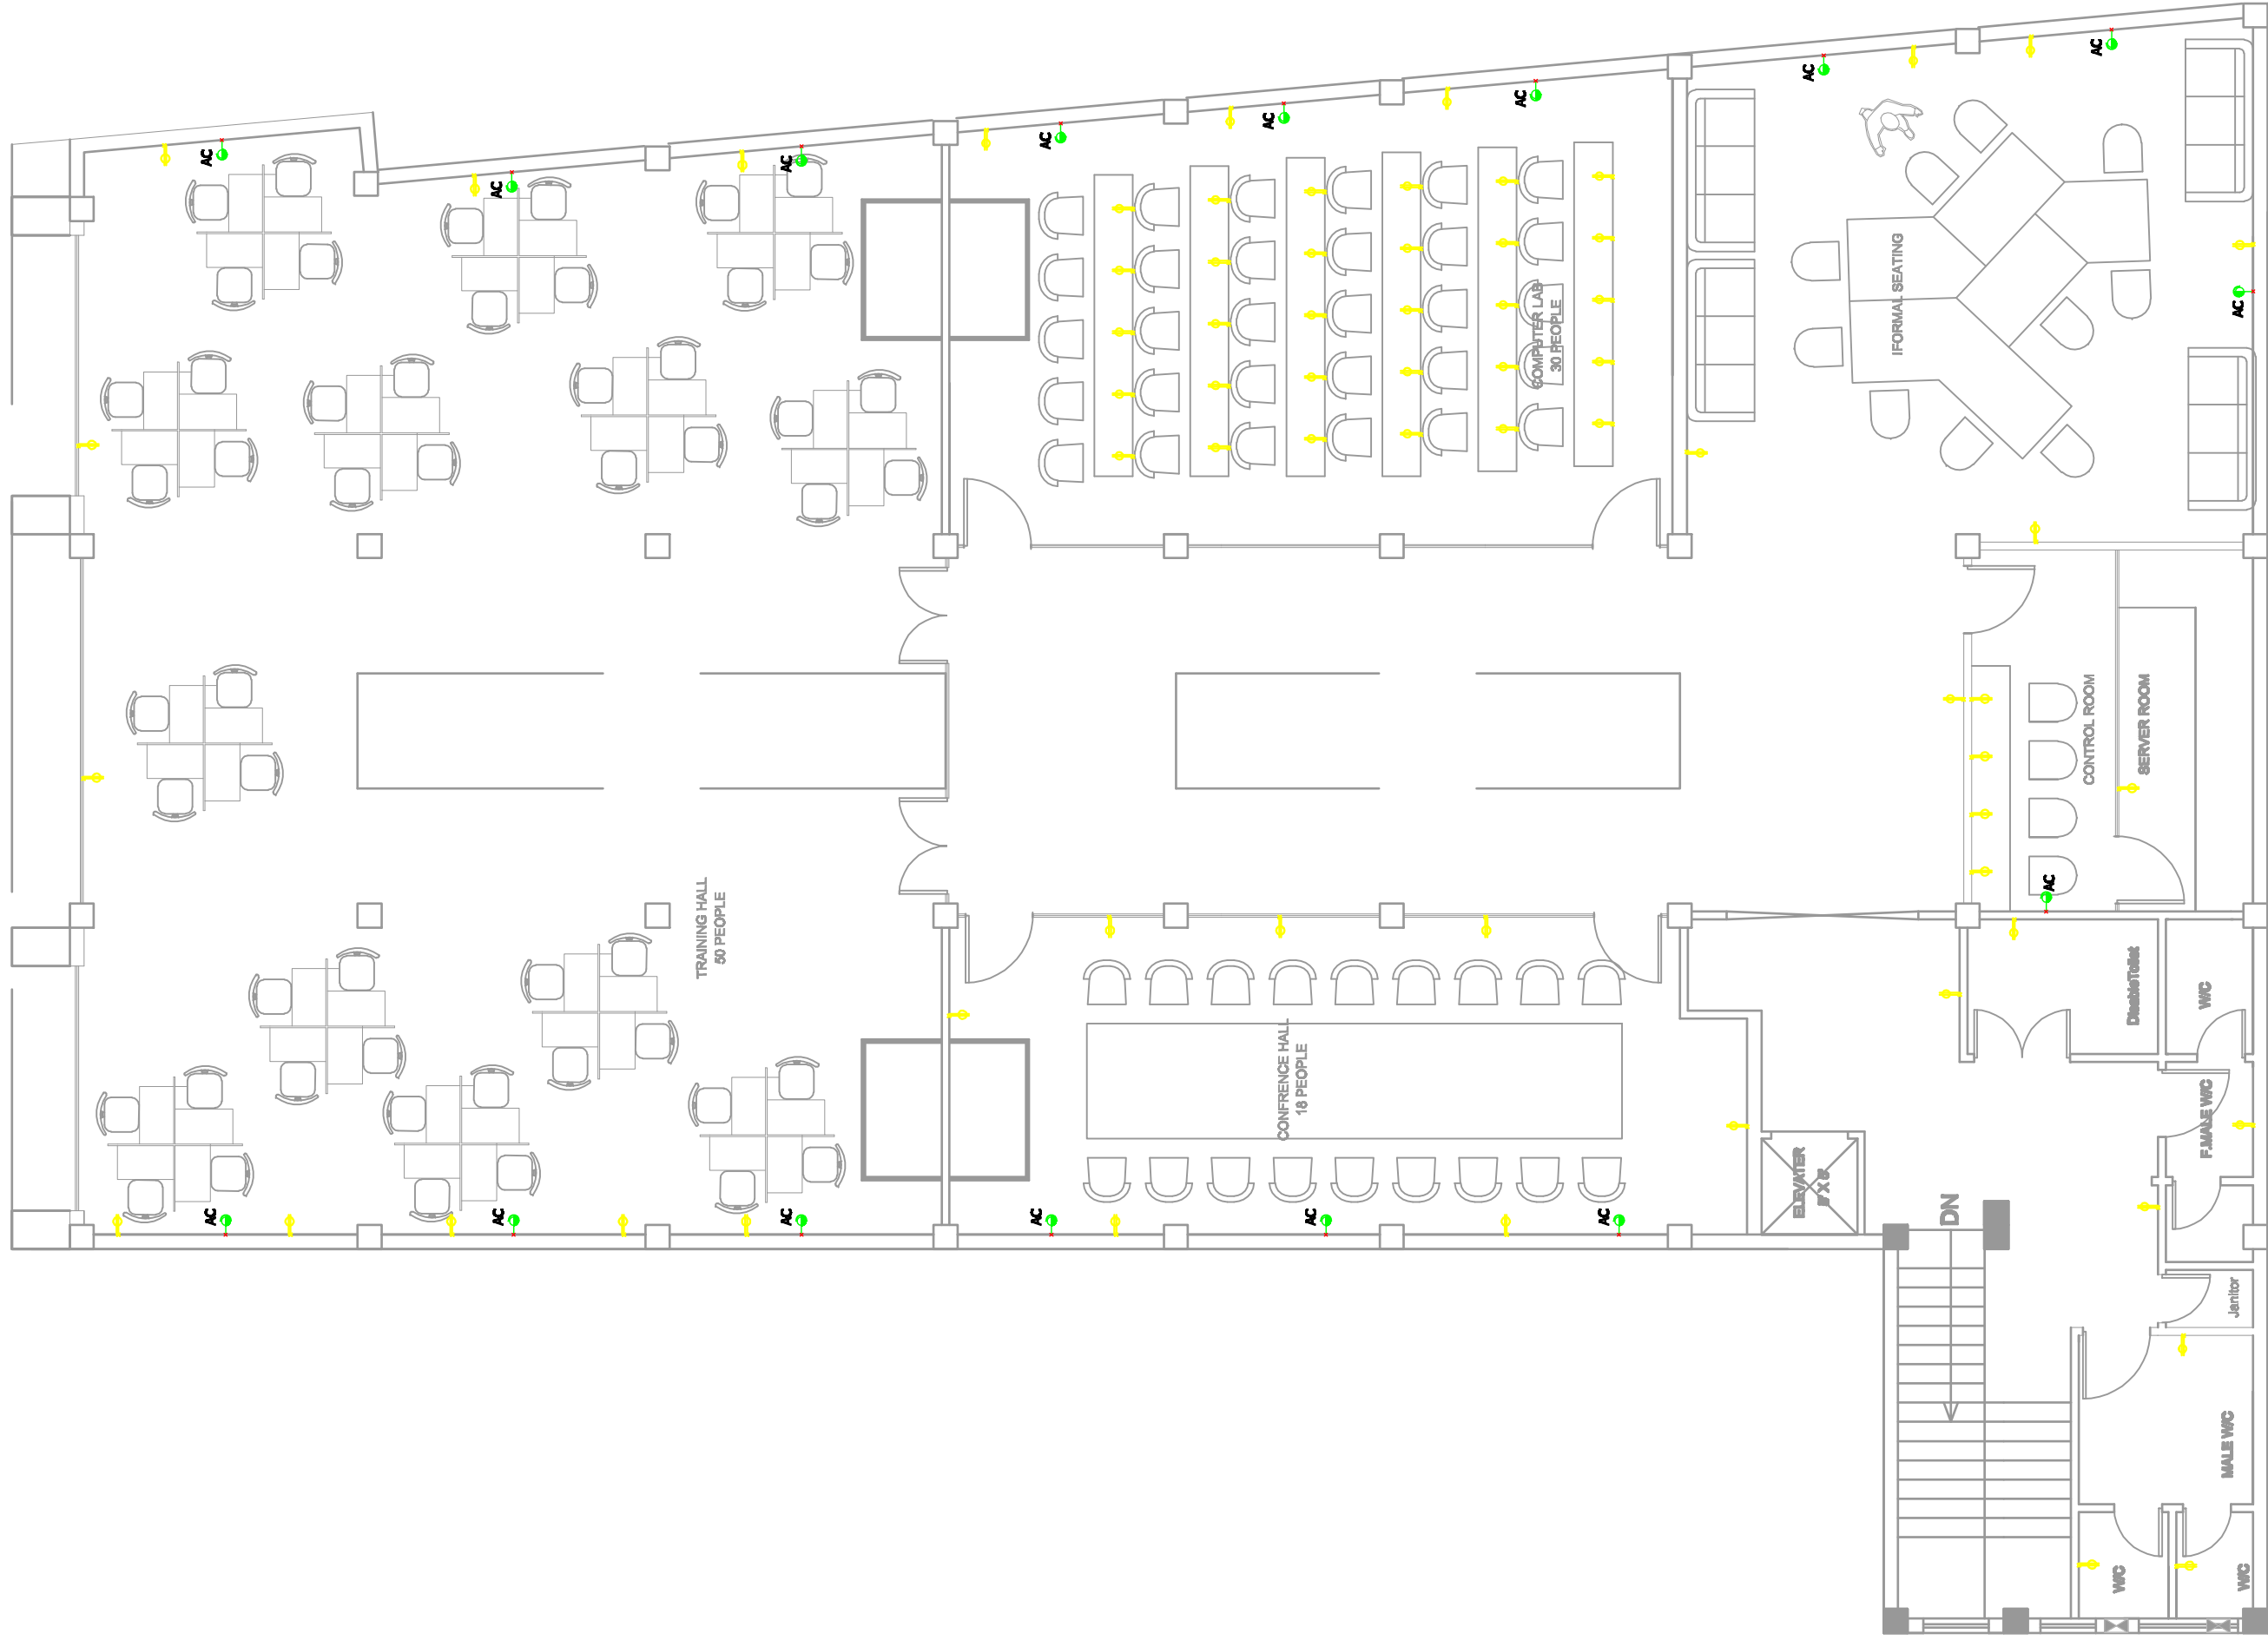 AC
AC
AC
AC
AC
AC
AC
AC
AC
IFORMAL SEATING
COMPUTER LAB
30 PEOPLE
CONTROL ROOM
SERVER ROOM
AC
TRAINING HALL
50 PEOPLE
CONFRENCE HALL
18 PEOPLE
DisableToilet
W/C
F.MALE W/C
ELEVATER
DN
AC
AC
AC
AC
AC
AC
Janitor
MALE W/C
W/C
W/C